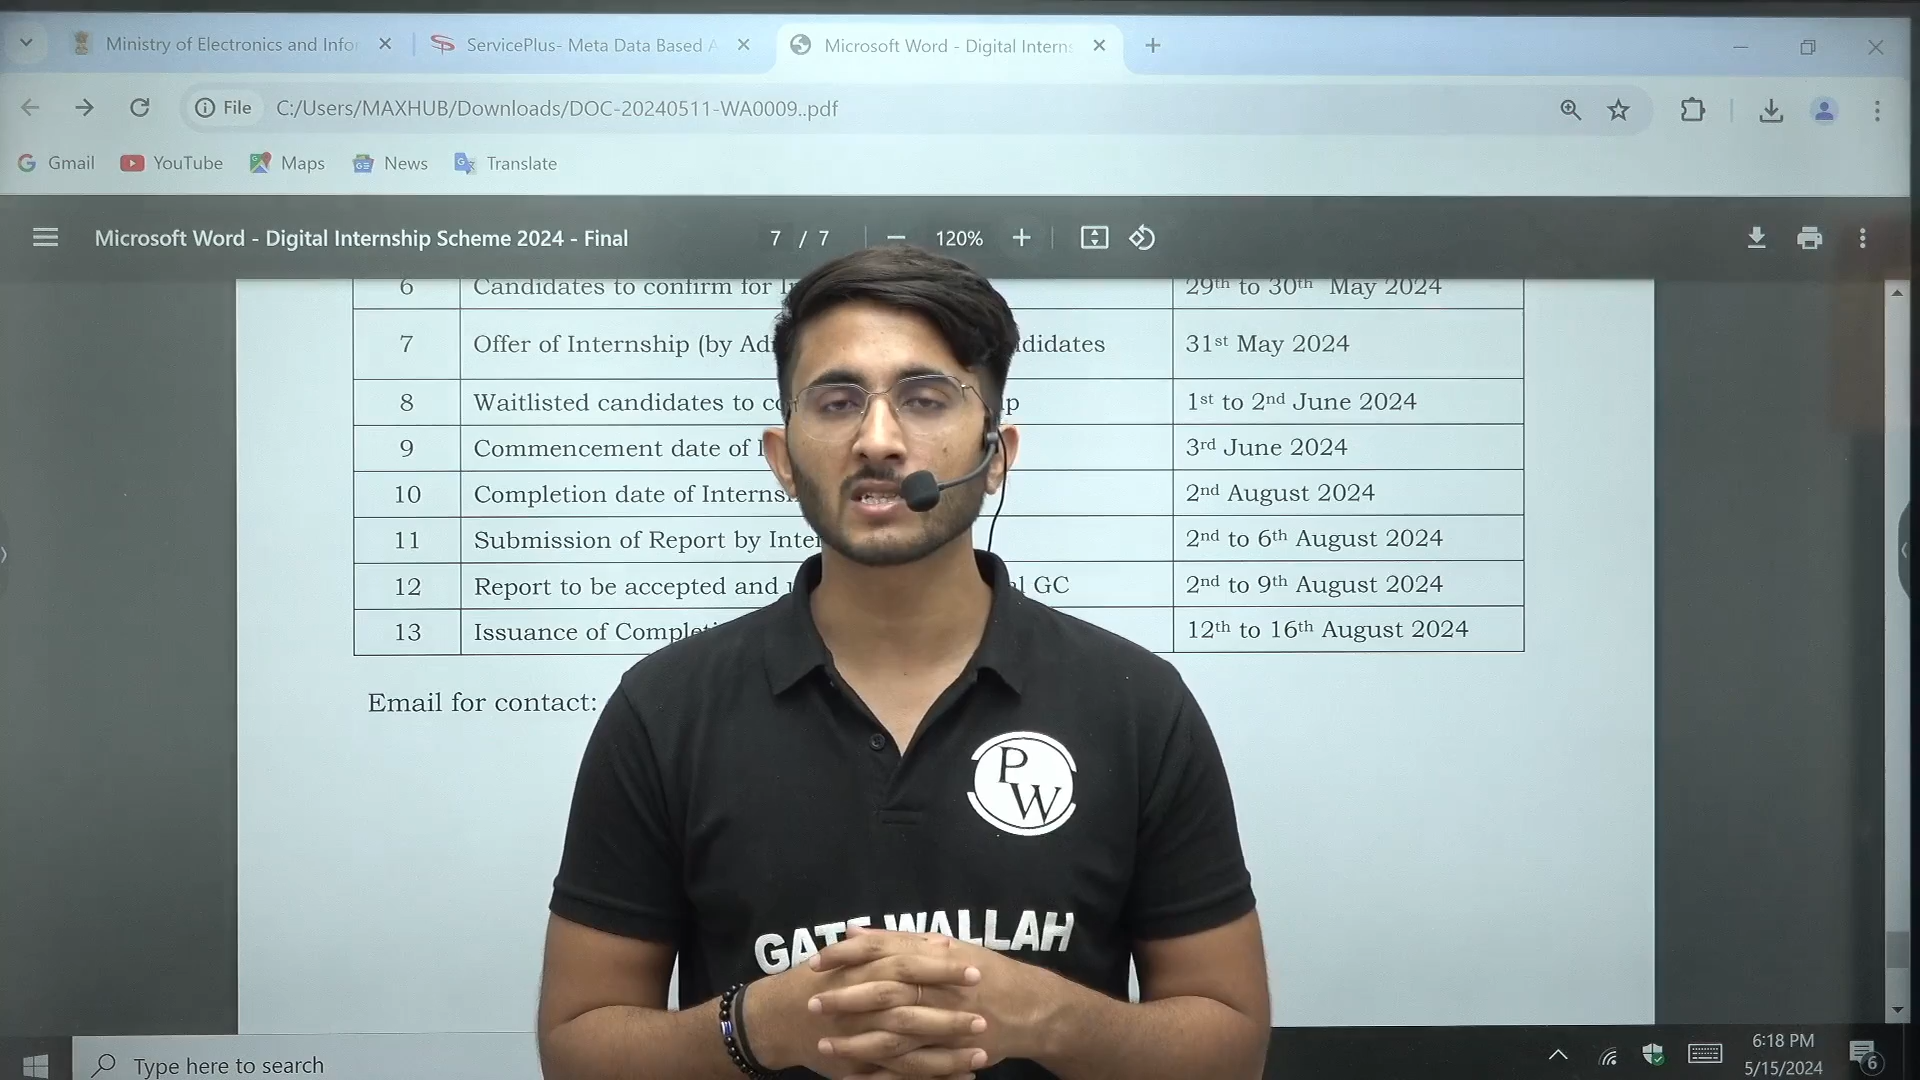 Ministry of Electronics and Infor
ServicePlus- Meta Data Based A
Microsoft Word - Digital Interns
File
C:/Users/MAXHUB/Downloads/DOC-20240511-WA0009..pdf
Gmail
YouTube
Maps
News
Translate
Microsoft Word - Digital Internship Scheme 2024 - Final
7 / 7
120%
6 Candidates to confirm for 29th to 30th May 2024
7 Offer of Internship (by didates 31st May 2024
8 Waitlisted candidates to 1st to 2nd June 2024
9 Commencement date of 3rd June 2024
10 Completion date of Interns 2nd August 2024
11 Submission of Report by Inter 2nd to 6th August 2024
12 Report to be accepted and GC 2nd to 9th August 2024
13 Issuance of Completi 12th to 16th August 2024
Email for contact:
PW
GATE WALLAH
Type here to search
6:18 PM
5/15/2024
6